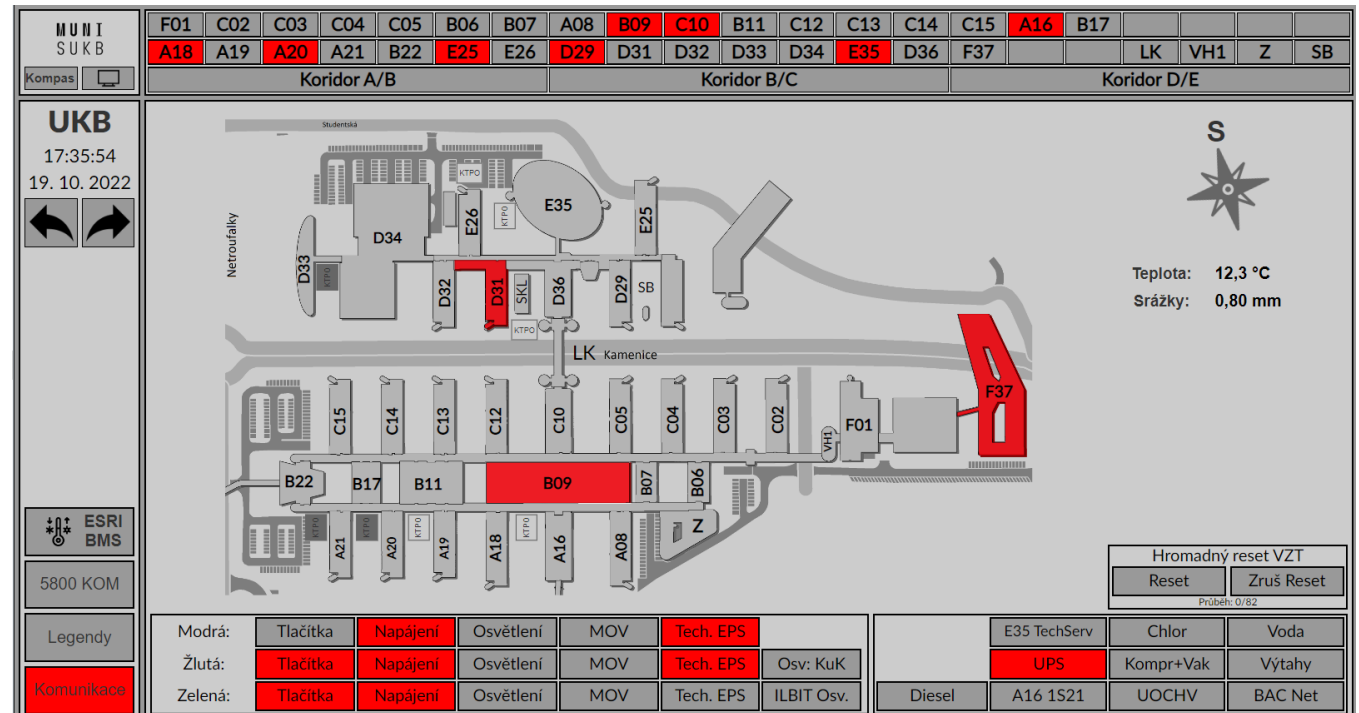 MUNI
SUKB
Kompas
F01 C02 C03 C04 C05 B06 B07 A08 B09 C10 B11 C12 C13 C14 C15 A16 B17
A18 A19 A20 A21 B22 E25 E26 D29 D31 D32 D33 D34 E35 D36 F37 LK VH1 Z SB
Koridor A/B Koridor B/C Koridor D/E
UKB
17:35:54
19. 10. 2022
ESRI
BMS
5800 KOM
Legendy
Komunikace
Studentská
S
KTPO
E35
KTPO
E26
E25
Netroufalky
D34
D33
KTPO
D32
D31
SKL
D36
D29
SB
KTPO
Teplota: 12,3 °C
Srážky: 0,80 mm
LK Kamenice
F37
C15
C14
C13
C12
C10
C05
C04
C03
C02
VH1
F01
B22
B17
B11
B09
B07
B06
KTPO
KTPO
KTPO
KTPO
Z
A21
A20
A19
A18
A16
A08
Hromadný reset VZT
Reset Zruš Reset
Průběh: 0/82
Modrá: Tlačítka Napájení Osvětlení MOV Tech. EPS
Žlutá: Tlačítka Napájení Osvětlení MOV Tech. EPS Osv: KuK
Zelená: Tlačítka Napájení Osvětlení MOV Tech. EPS ILBIT Osv.
E35 TechServ Chlor Voda
UPS Kompr+Vak Výtahy
Diesel A16 1S21 UOCHV BAC Net